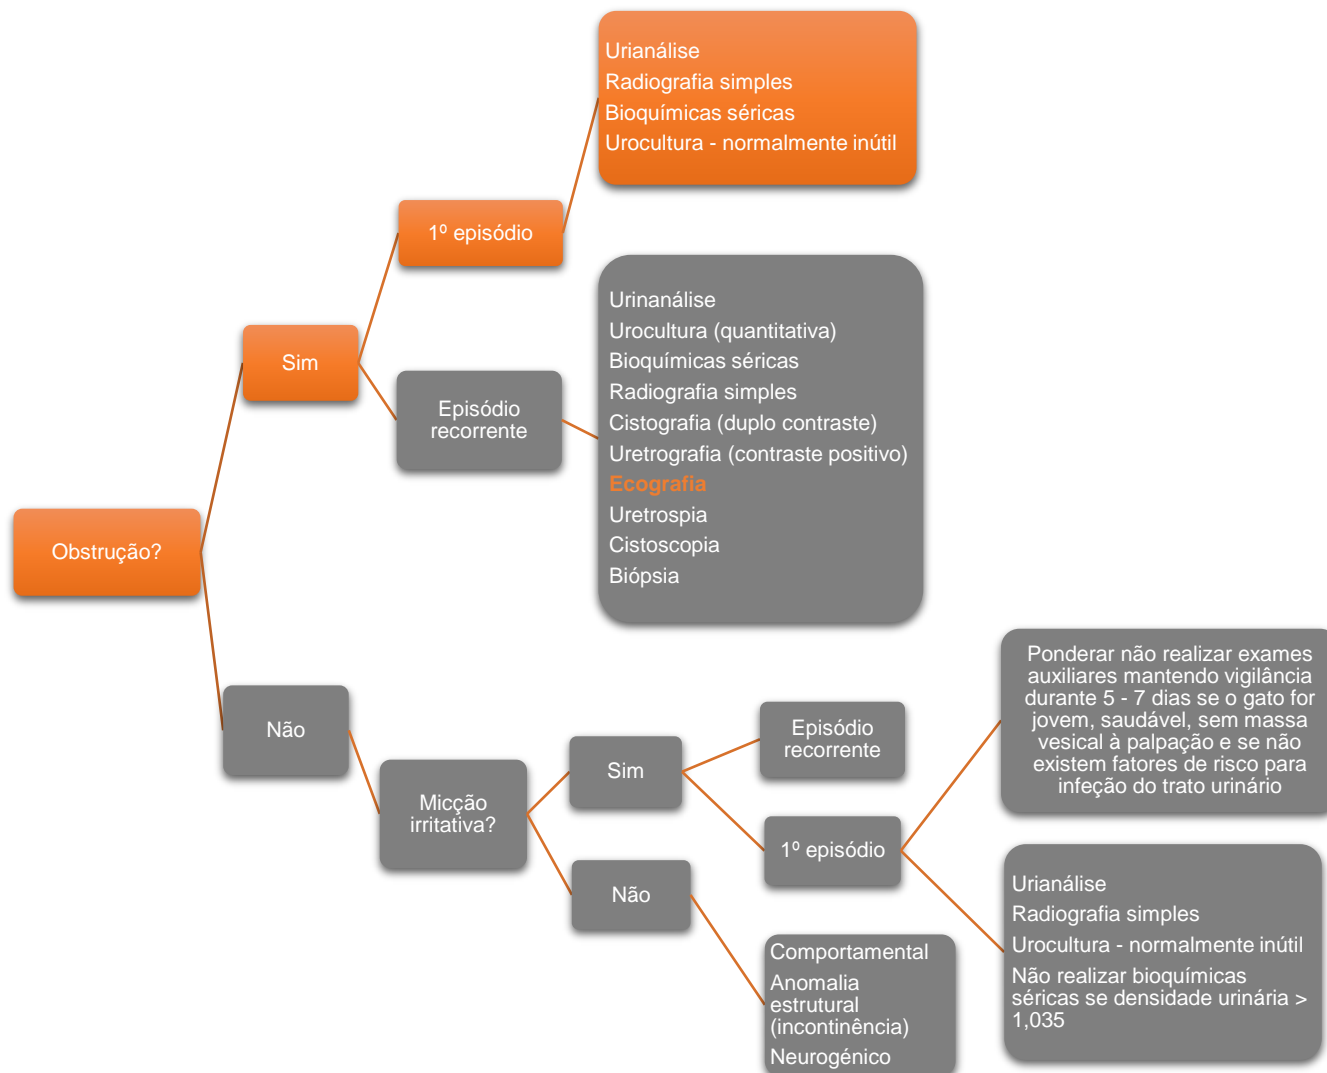 Urianálise
Radiografia simples
Bioquímicas séricas
Urocultura - normalmente inútil
1º episódio
Urinanálise
Urocultura (quantitativa)
Bioquímicas séricas
Radiografia simples
Cistografia (duplo contraste)
Uretrografia (contraste positivo)
Ecografia
Uretrospia
Cistoscopia
Biópsia
Sim
Episódio
recorrente
Obstrução?
Não
Micção
irritativa?
Sim
Episódio
recorrente
Ponderar não realizar exames
auxiliares mantendo vigilância
durante 5 - 7 dias se o gato for
jovem, saudável, sem massa
vesical à palpação e se não
existem fatores de risco para
infeção do trato urinário
1º episódio
Não
Urianálise
Radiografia simples
Urocultura - normalmente inútil
Não realizar bioquímicas
séricas se densidade urinária >
1,035
Comportamental
Anomalia
estrutural
(incontinência)
Neurogénico